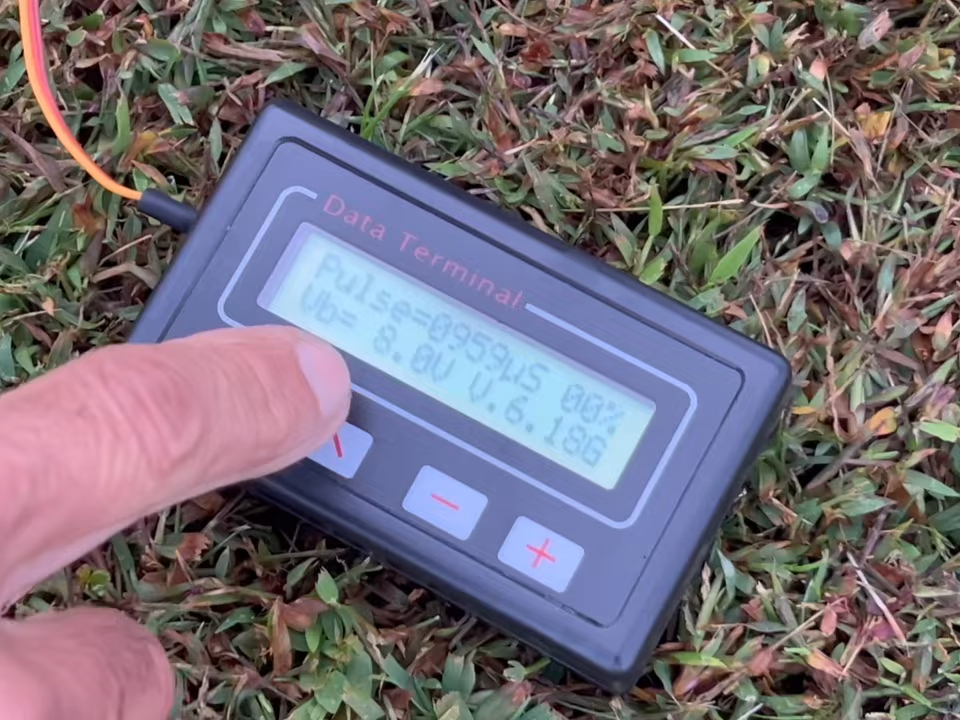 Data Terminal
Pulse=0959µS 00%
Vb= 8.0V V.6.18G
−
+